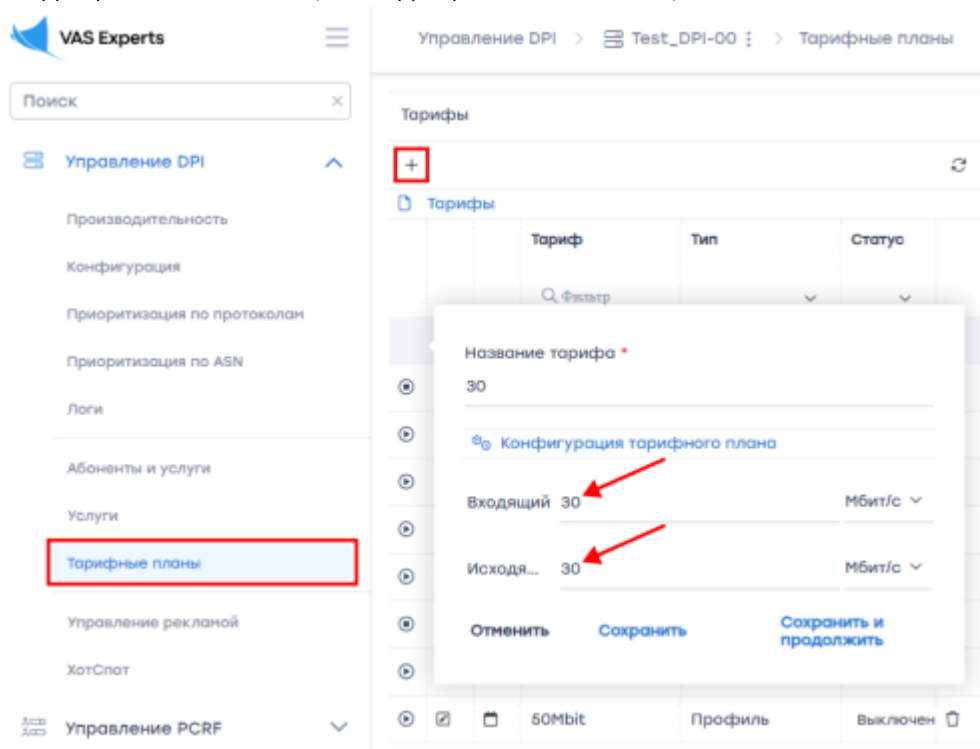 VAS Experts
Управление DPI > Test_DPI-00 > Тарифные планы
Поиск
Управление DPI
Производительность
Конфигурация
Приоритизация по протоколам
Приоритизация по ASN
Логи
Абоненты и услуги
Услуги
Тарифные планы
Управление рекламой
ХотСпот
Управление PCRF
Тарифы
+
Тарифы
Тариф Тип Статус
Фильтр
Название тарифа *
30
Конфигурация тарифного плана
Входящий 30 Мбит/с
Исходя... 30 Мбит/с
Отменить Сохранить Сохранить и
продолжить
50Mbit Профиль Выключен